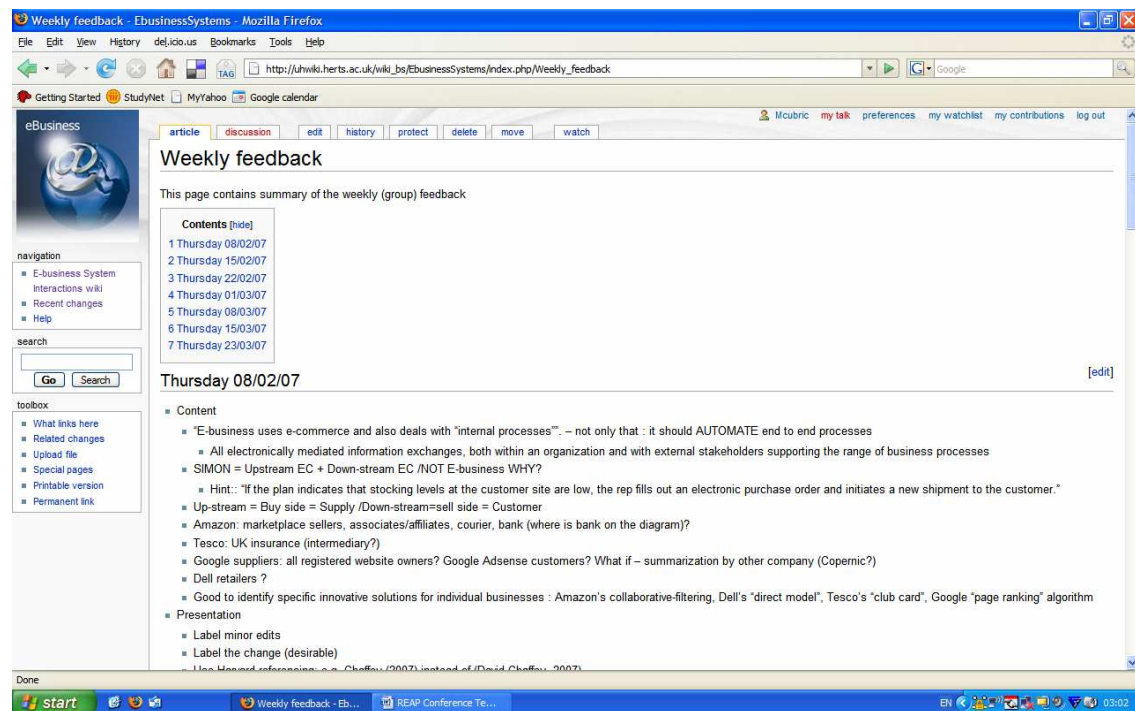 Weekly feedback - EbusinessSystems - Mozilla Firefox
File Edit View History del.icio.us Bookmarks Tools Help
TAG http://uhwiki.herts.ac.uk/wiki_bs/EbusinessSystems/index.php/Weekly_feedback G Google
Getting Started StudyNet MyYahoo Google calendar
Mcubric my talk preferences my watchlist my contributions log out
eBusiness
article discussion edit history protect delete move watch
Weekly feedback
This page contains summary of the weekly (group) feedback
Contents [hide]
1 Thursday 08/02/07
2 Thursday 15/02/07
3 Thursday 22/02/07
4 Thursday 01/03/07
5 Thursday 08/03/07
6 Thursday 15/03/07
7 Thursday 23/03/07
navigation
E-business System
Interactions wiki
Recent changes
Help
search
Go Search
toolbox
What links here
Related changes
Upload file
Special pages
Printable version
Permanent link
Thursday 08/02/07 [edit]
Content
“E-business uses e-commerce and also deals with “internal processes””. – not only that : it should AUTOMATE end to end processes
All electronically mediated information exchanges, both within an organization and with external stakeholders supporting the range of business processes
SIMON = Upstream EC + Down-stream EC /NOT E-business WHY?
Hint:: “If the plan indicates that stocking levels at the customer site are low, the rep fills out an electronic purchase order and initiates a new shipment to the customer.”
Up-stream = Buy side = Supply /Down-stream=sell side = Customer
Amazon: marketplace sellers, associates/affiliates, courier, bank (where is bank on the diagram)?
Tesco: UK insurance (intermediary?)
Google suppliers: all registered website owners? Google Adsense customers? What if – summarization by other company (Copernic?)
Dell retailers ?
Good to identify specific innovative solutions for individual businesses : Amazon’s collaborative-filtering, Dell’s “direct model”, Tesco’s “club card”, Google “page ranking” algorithm
Presentation
Label minor edits
Label the change (desirable)
Use Harvard referencing: e.g. Chaffey (2007) instead of (David Chaffey, 2007)
Done
start Weekly feedback - Eb... REAP Conference Te... EN 03:02